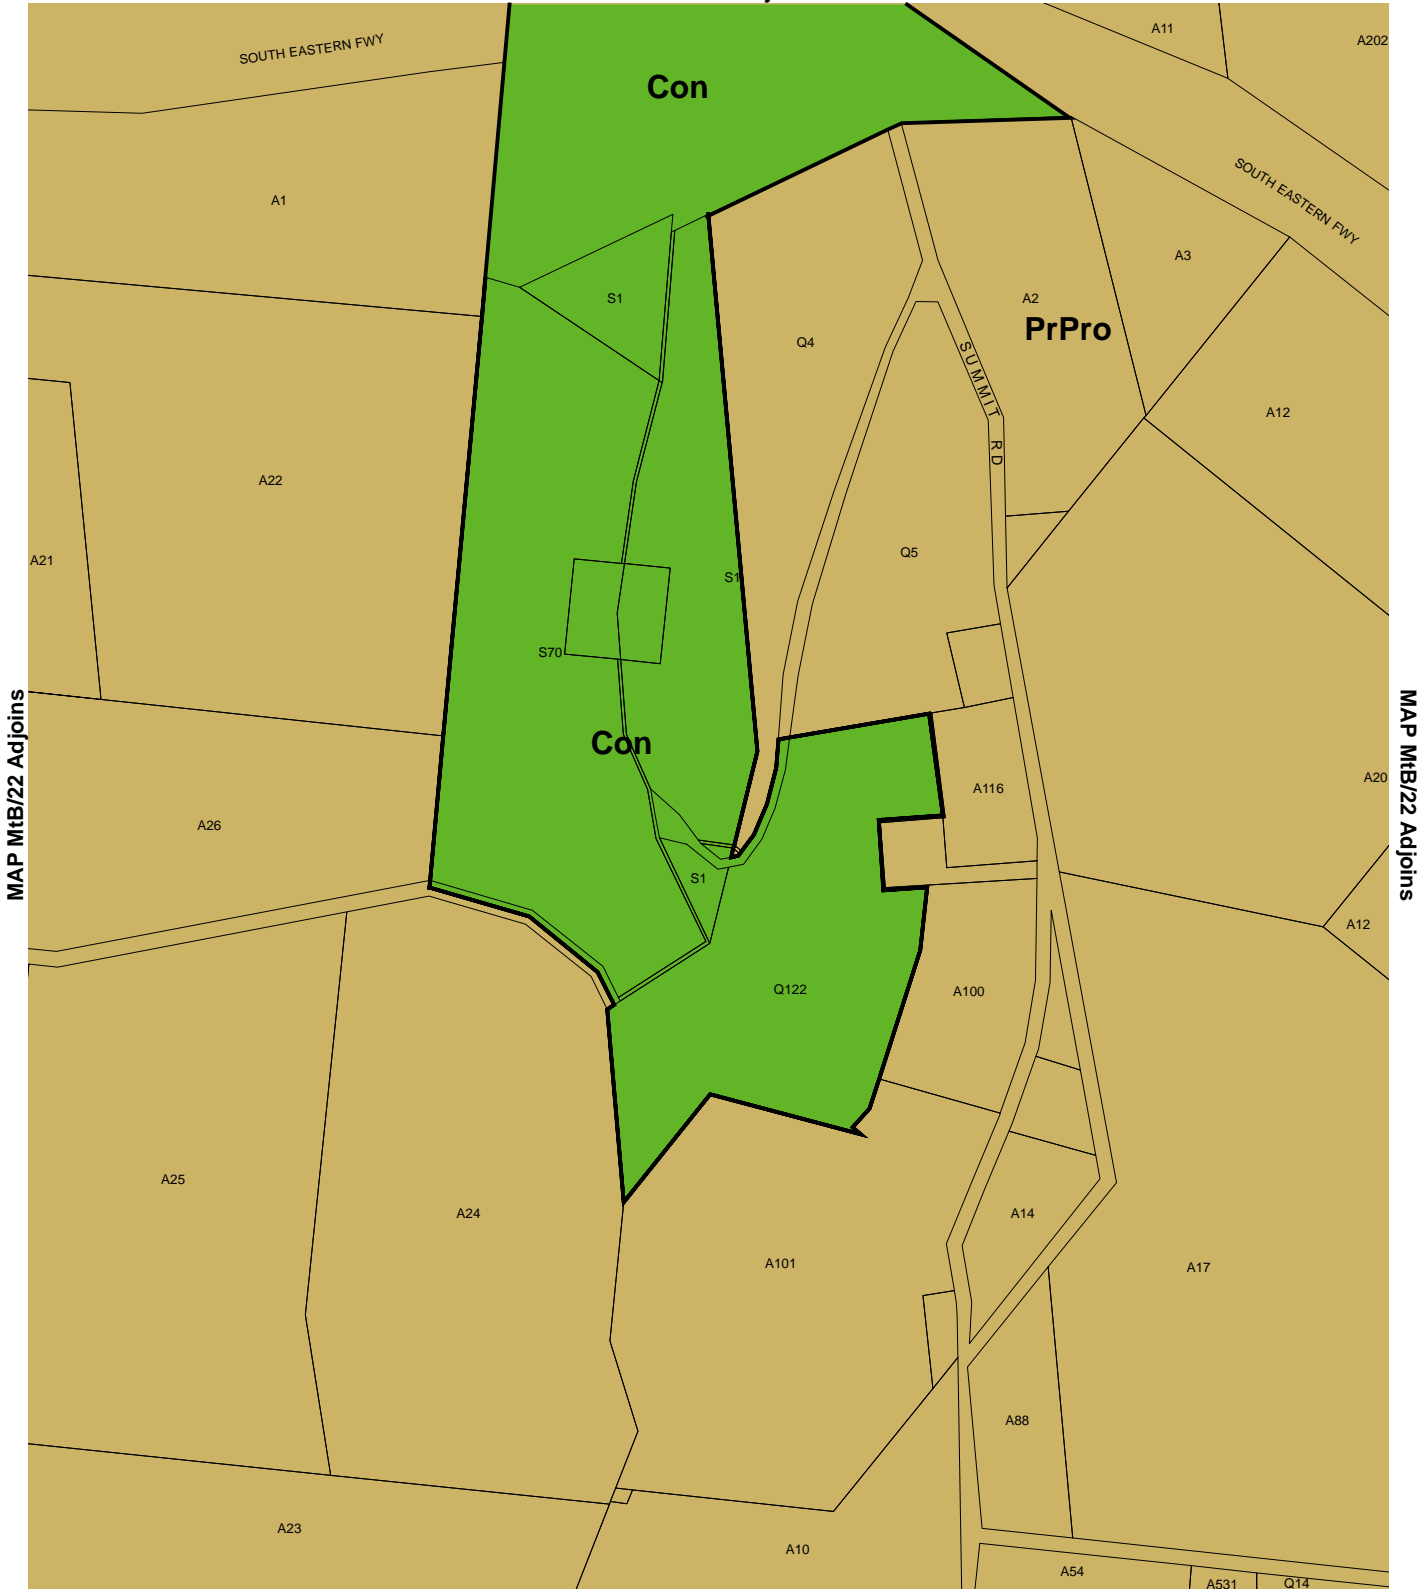 SOUTH EASTERN FWY
A11
A202
Con
A1
SOUTH EASTERN FWY
A3
S1
A2
PrPro
Q4
SUMMIT RD
A12
A22
A21
Q5
S1
S70
Con
MAP MtB/22 Adjoins
MAP MtB/22 Adjoins
A20
A116
A26
S1
A12
Q122
A100
A25
A24
A14
A101
A17
A88
A23
A10
A54
A531
Q14